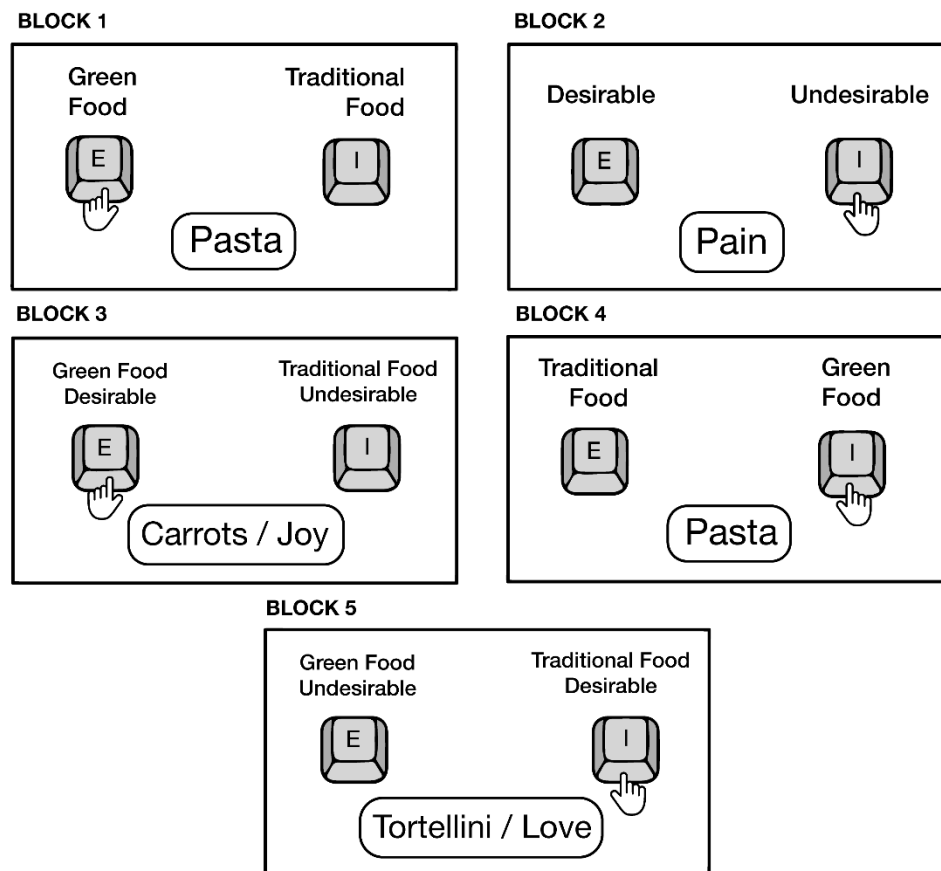 BLOCK 1
Green
Food
Traditional
Food
E
I
Pasta
BLOCK 2
Desirable
Undesirable
E
I
Pain
BLOCK 3
Green Food
Desirable
Traditional Food
Undesirable
E
I
Carrots / Joy
BLOCK 4
Traditional
Food
Green
Food
E
I
Pasta
BLOCK 5
Green Food
Undesirable
Traditional Food
Desirable
E
I
Tortellini / Love